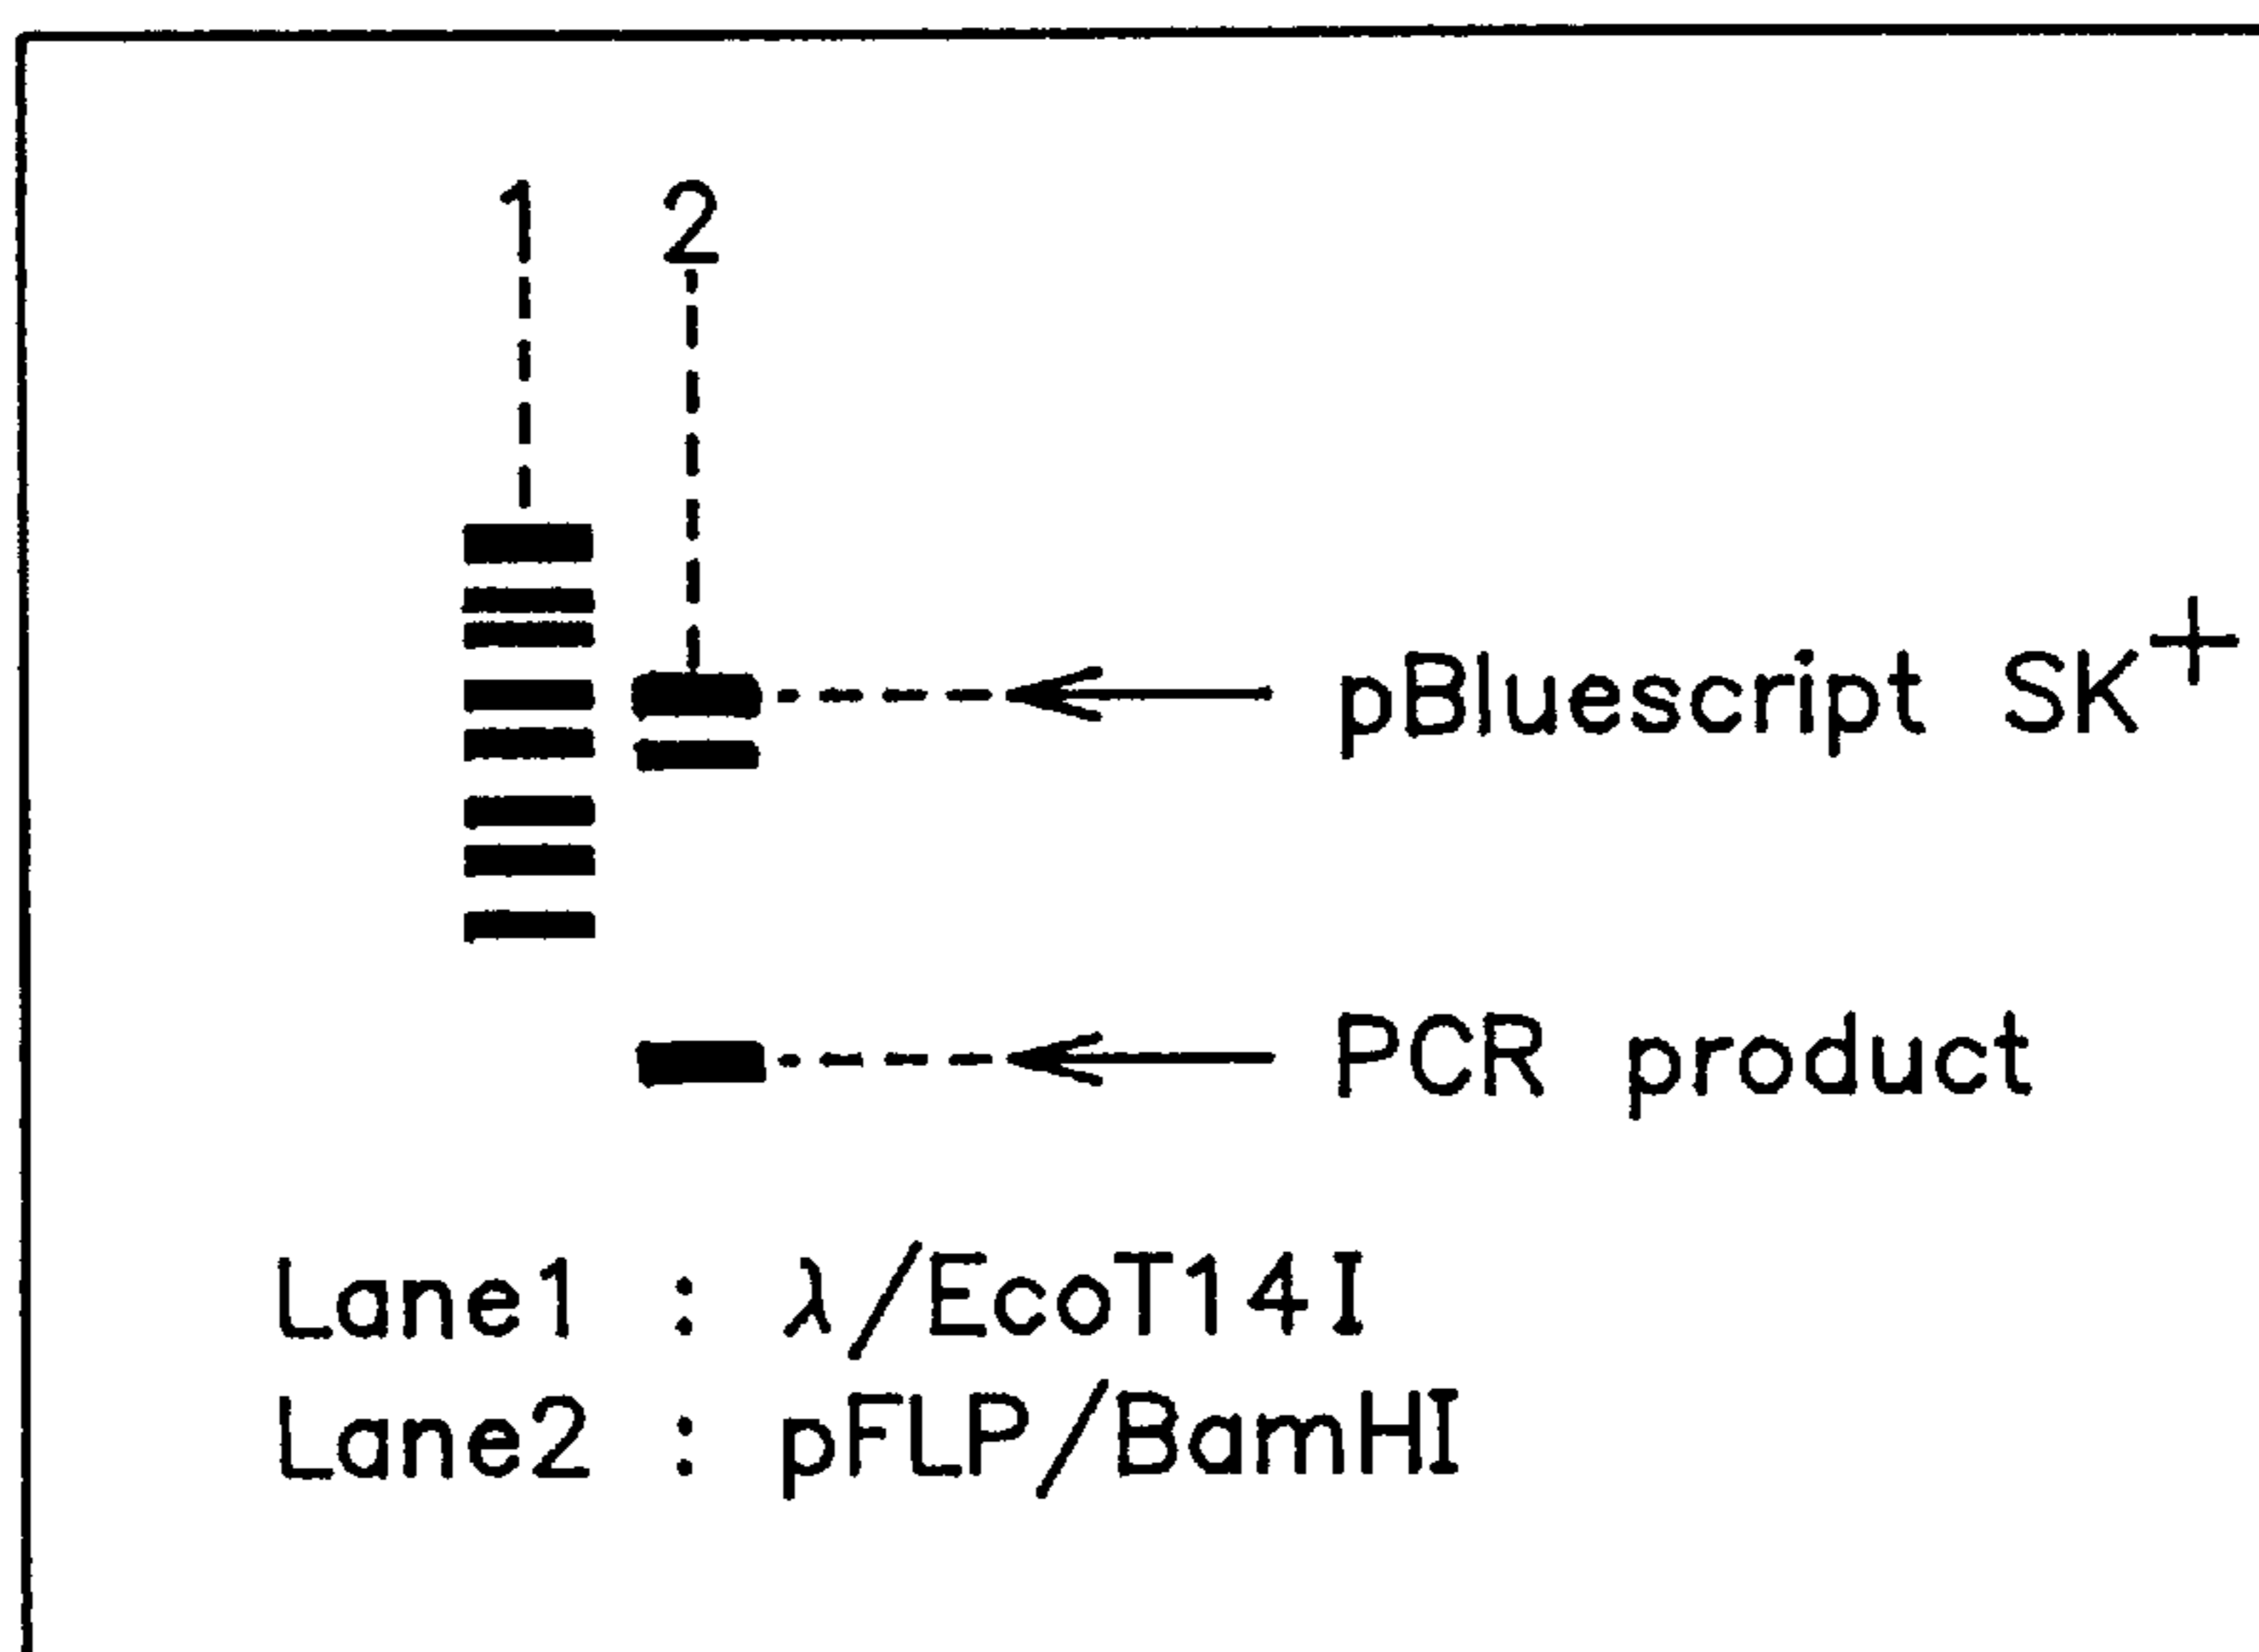 1 2
pBluescript SK+
PCR product
Lane1 : λ/EcoT14I
Lane2 : pFLP/BamHI